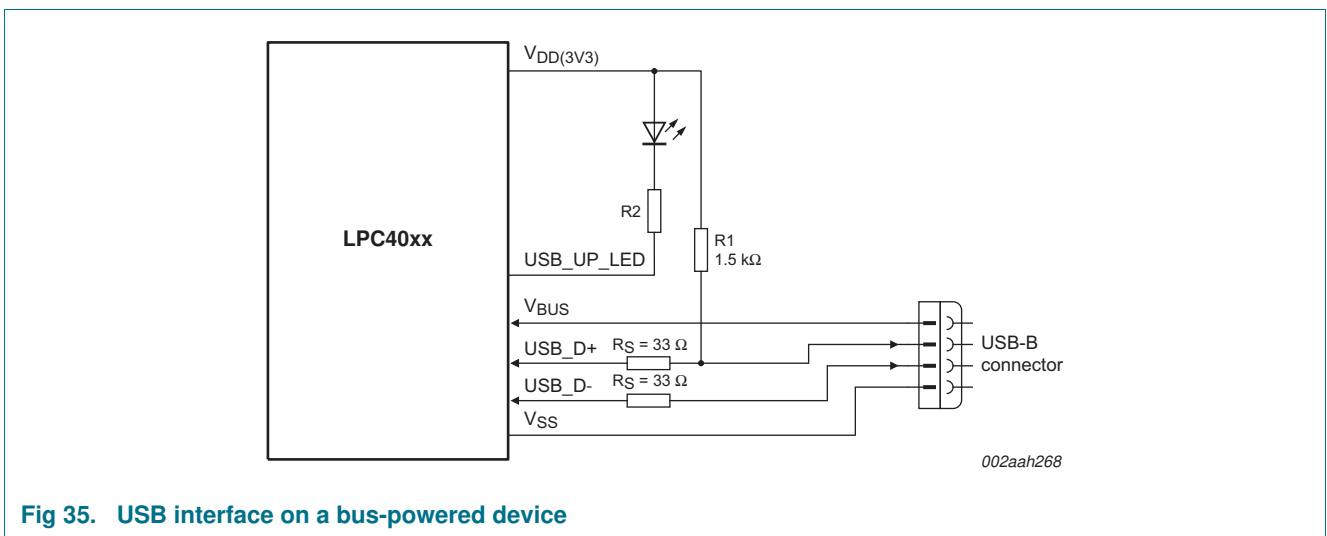 VDD(3V3)
R2
LPC40xx
R1
1.5 kΩ
USB_UP_LED
VBUS
USB_D+ RS = 33 Ω
USB-B
connector
USB_D- RS = 33 Ω
VSS
002aah268
Fig 35. USB interface on a bus-powered device